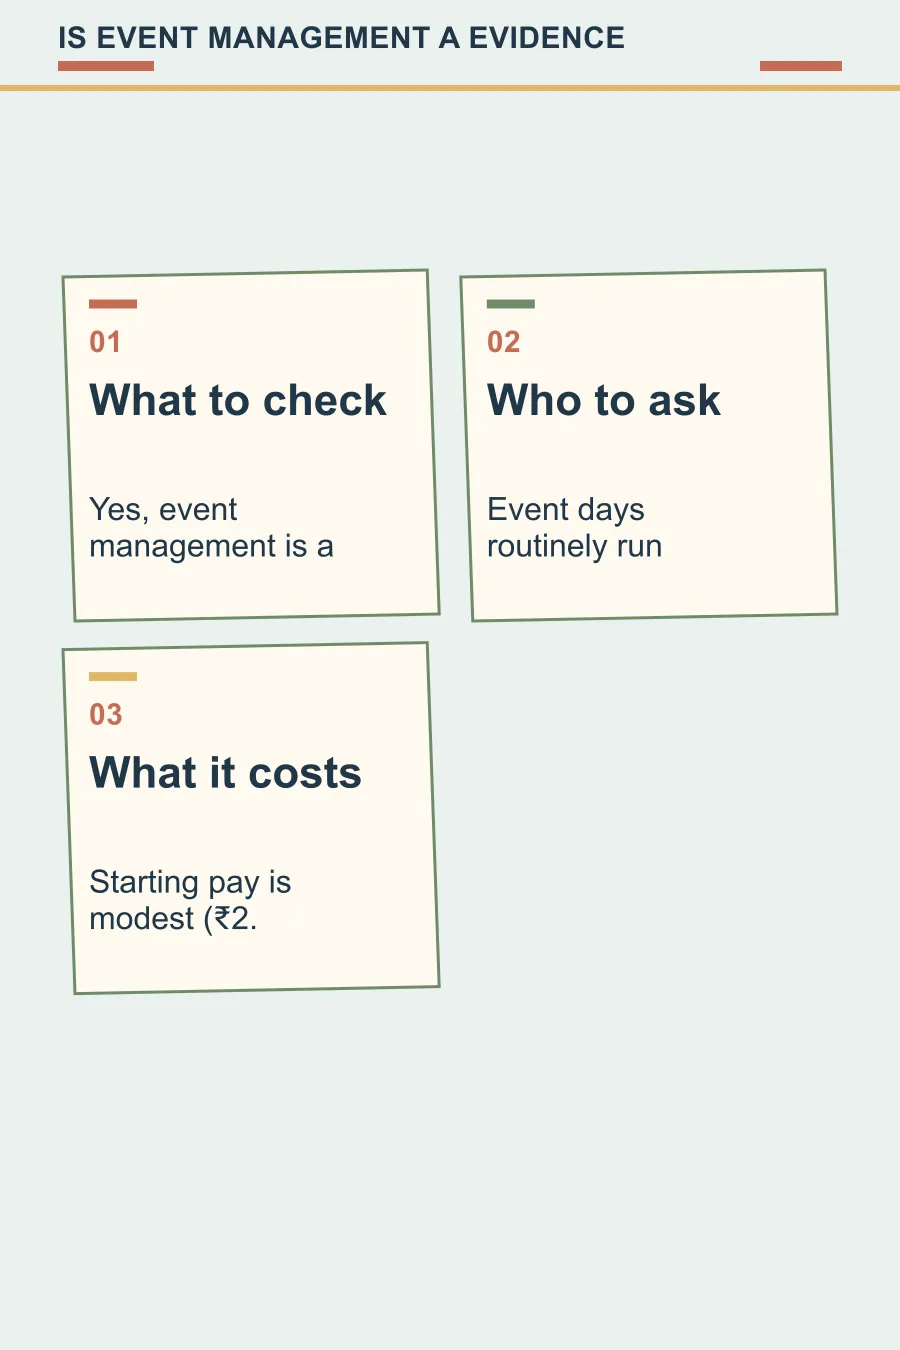 IS EVENT MANAGEMENT A EVIDENCE
01
What to check
Yes, event
management is a
02
Who to ask
Event days
routinely run
03
What it costs
Starting pay is
modest (₹2.